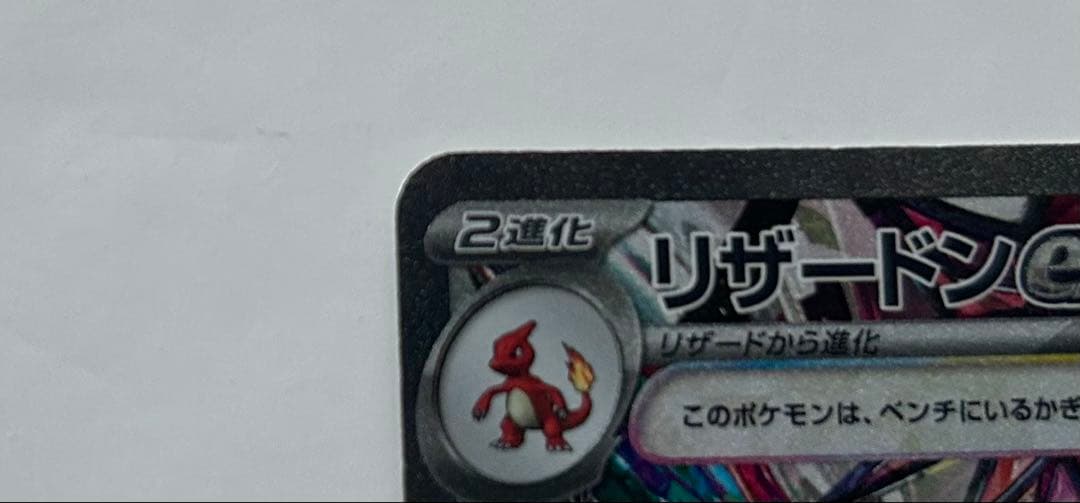 2進化
リザードンe
リザードから進化
このポケモンは、ベンチにいるかぎ